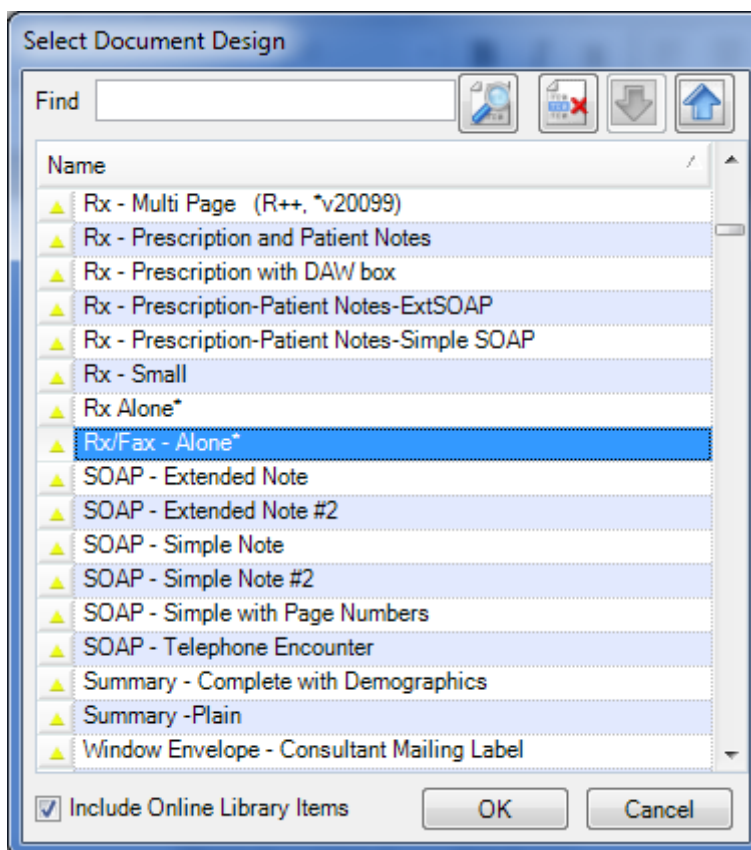 Select Document Design
Find
Name
Rx - Multi Page (R++, *v20099)
Rx - Prescription and Patient Notes
Rx - Prescription with DAW box
Rx - Prescription-Patient Notes-ExtSOAP
Rx - Prescription-Patient Notes-Simple SOAP
Rx - Small
Rx Alone*
Rx/Fax - Alone*
SOAP - Extended Note
SOAP - Extended Note #2
SOAP - Simple Note
SOAP - Simple Note #2
SOAP - Simple with Page Numbers
SOAP - Telephone Encounter
Summary - Complete with Demographics
Summary -Plain
Window Envelope - Consultant Mailing Label
Include Online Library Items OK Cancel